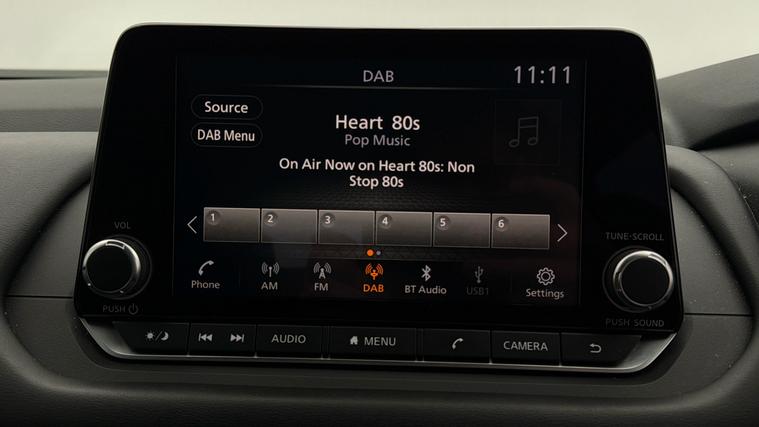 DAB
11:11
Source
DAB Menu
Heart 80s
Pop Music
On Air Now on Heart 80s: Non
Stop 80s
1 2 3 4 5 6
VOL
TUNE·SCROLL
Phone AM FM DAB BT Audio USB1 Settings
PUSH
PUSH SOUND
AUDIO MENU CAMERA